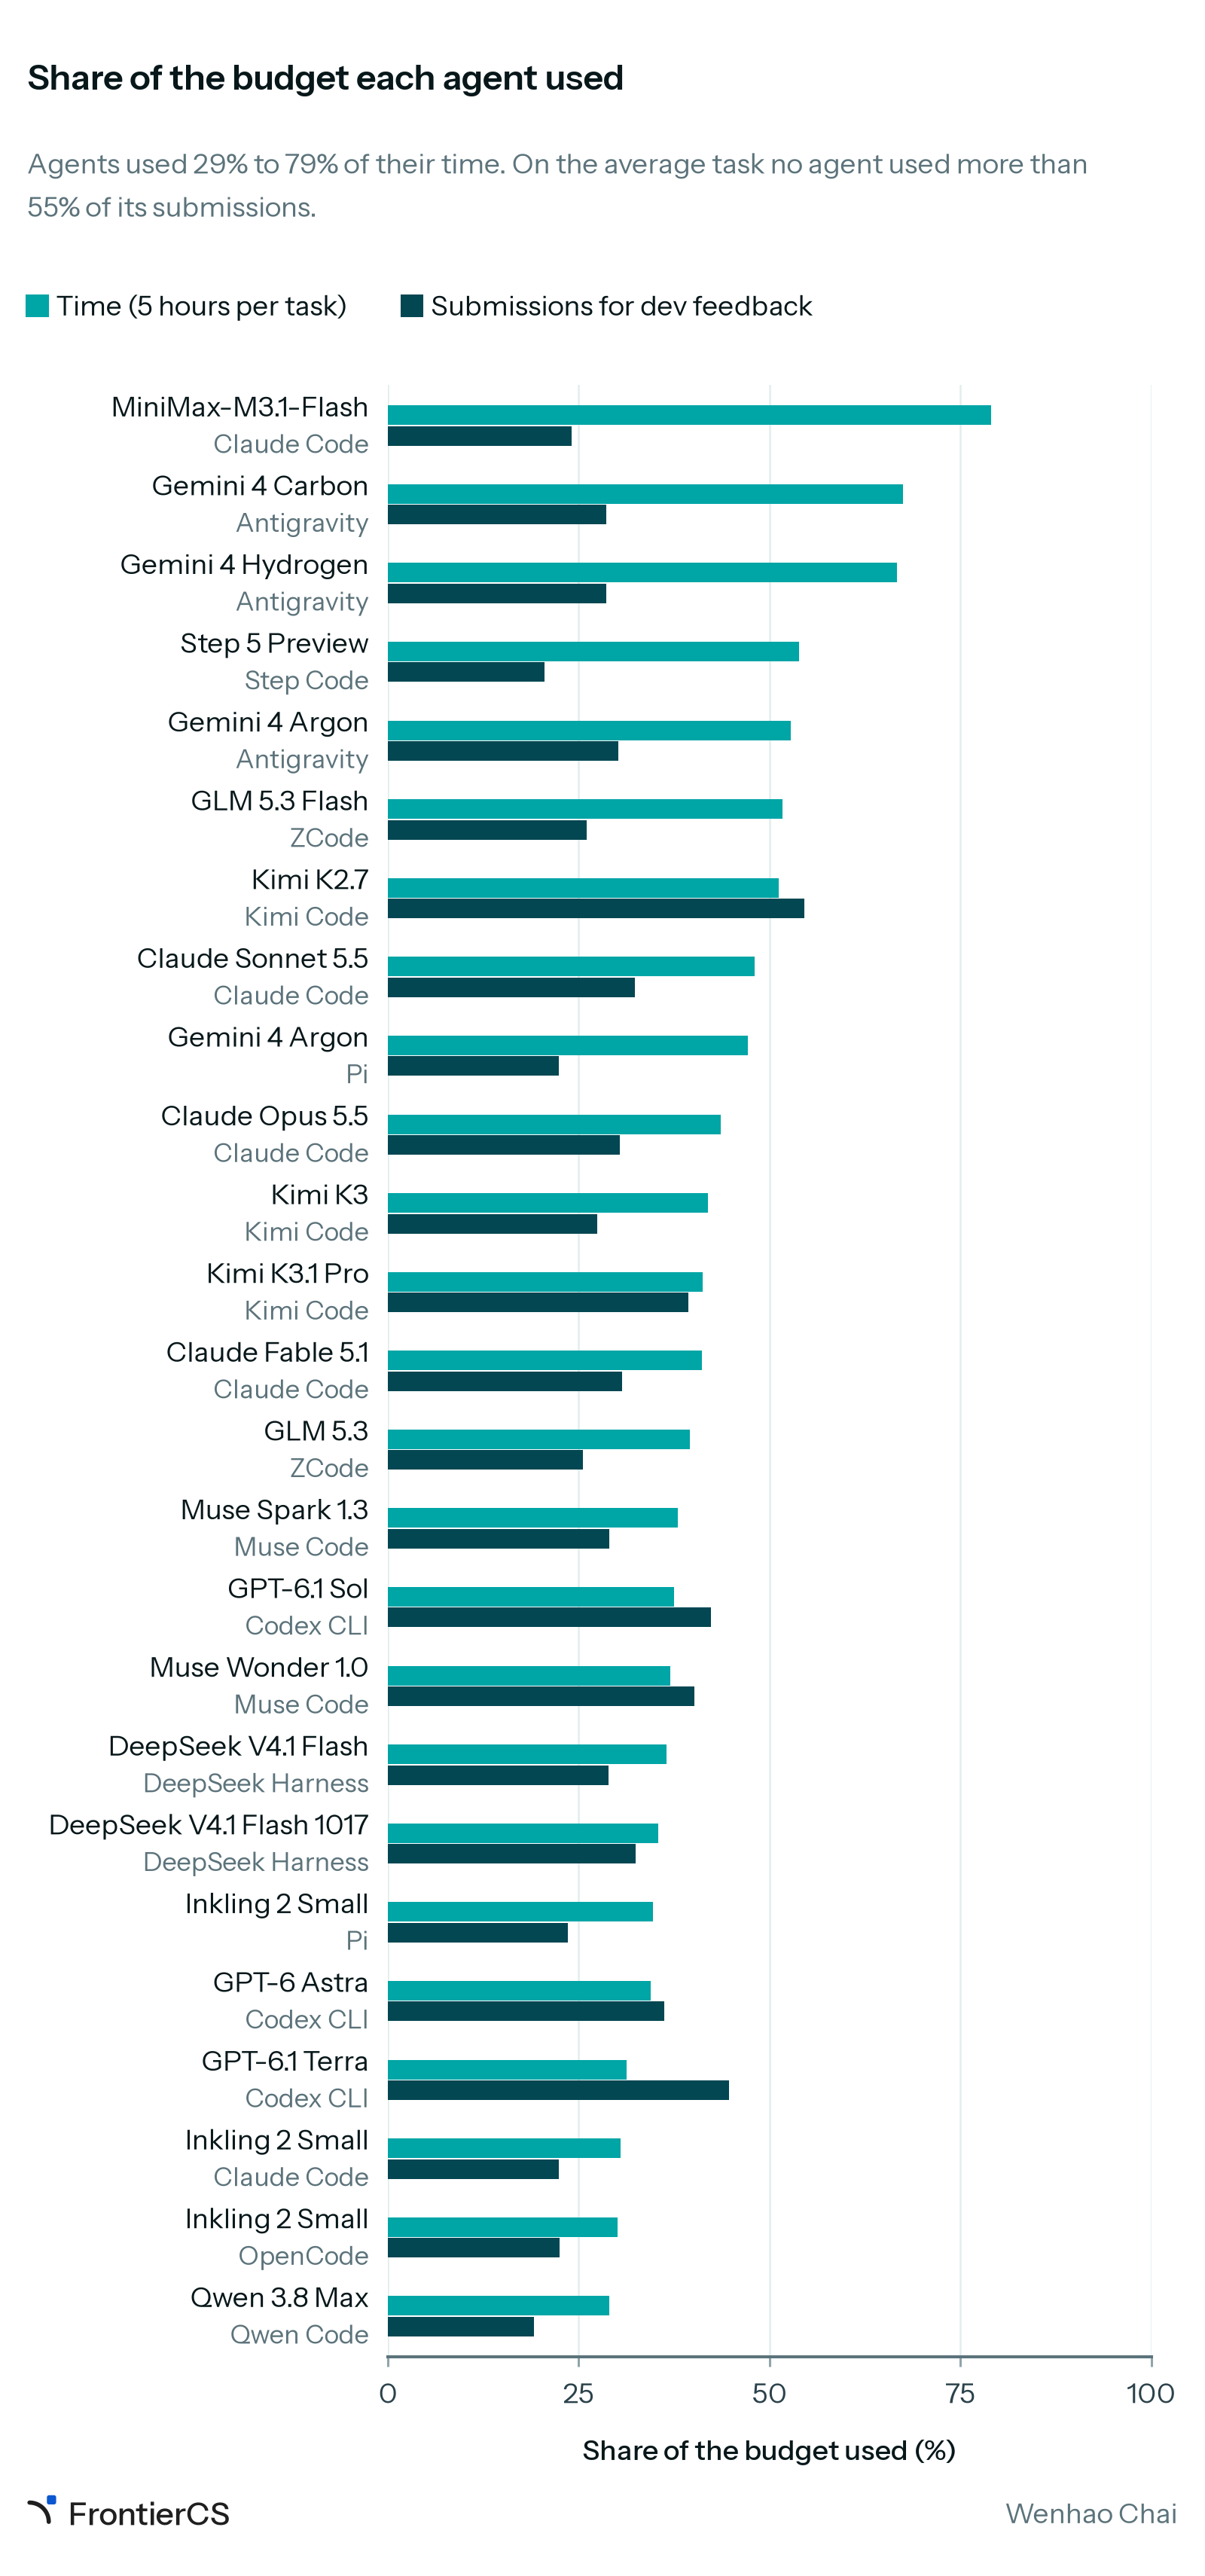 Share of the budget each agent used
Agents used 29% to 79% of their time. On the average task no agent used more than
55% of its submissions.
Time (5 hours per task)
Submissions for dev feedback
MiniMax-M3.1-Flash
Claude Code
Gemini 4 Carbon
Antigravity
Gemini 4 Hydrogen
Antigravity
Step 5 Preview
Step Code
Gemini 4 Argon
Antigravity
GLM 5.3 Flash
ZCode
Kimi K2.7
Kimi Code
Claude Sonnet 5.5
Claude Code
Gemini 4 Argon
Pi
Claude Opus 5.5
Claude Code
Kimi K3
Kimi Code
Kimi K3.1 Pro
Kimi Code
Claude Fable 5.1
Claude Code
GLM 5.3
ZCode
Muse Spark 1.3
Muse Code
GPT-6.1 Sol
Codex CLI
Muse Wonder 1.0
Muse Code
DeepSeek V4.1 Flash
DeepSeek Harness
DeepSeek V4.1 Flash 1017
DeepSeek Harness
Inkling 2 Small
Pi
GPT-6 Astra
Codex CLI
GPT-6.1 Terra
Codex CLI
Inkling 2 Small
Claude Code
Inkling 2 Small
OpenCode
Qwen 3.8 Max
Qwen Code
0 25 50 75 100
Share of the budget used (%)
FrontierCS
Wenhao Chai